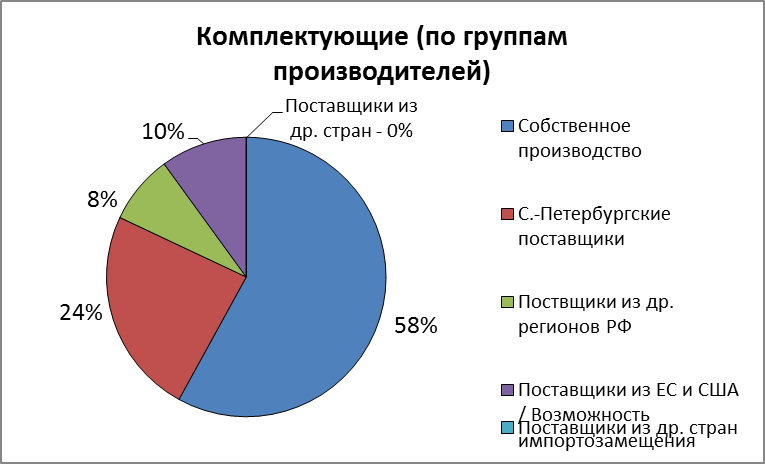 Комплектующие (по группам
производителей)
Поставщики из
др. стран - 0%
10%
8%
24%
58%
Собственное
производство
С.-Петербургские
поставщики
Поствщики из др.
регионов РФ
Поставщики из ЕС и США
/ Возможность
импортозамещения
Поставщики из др. стран